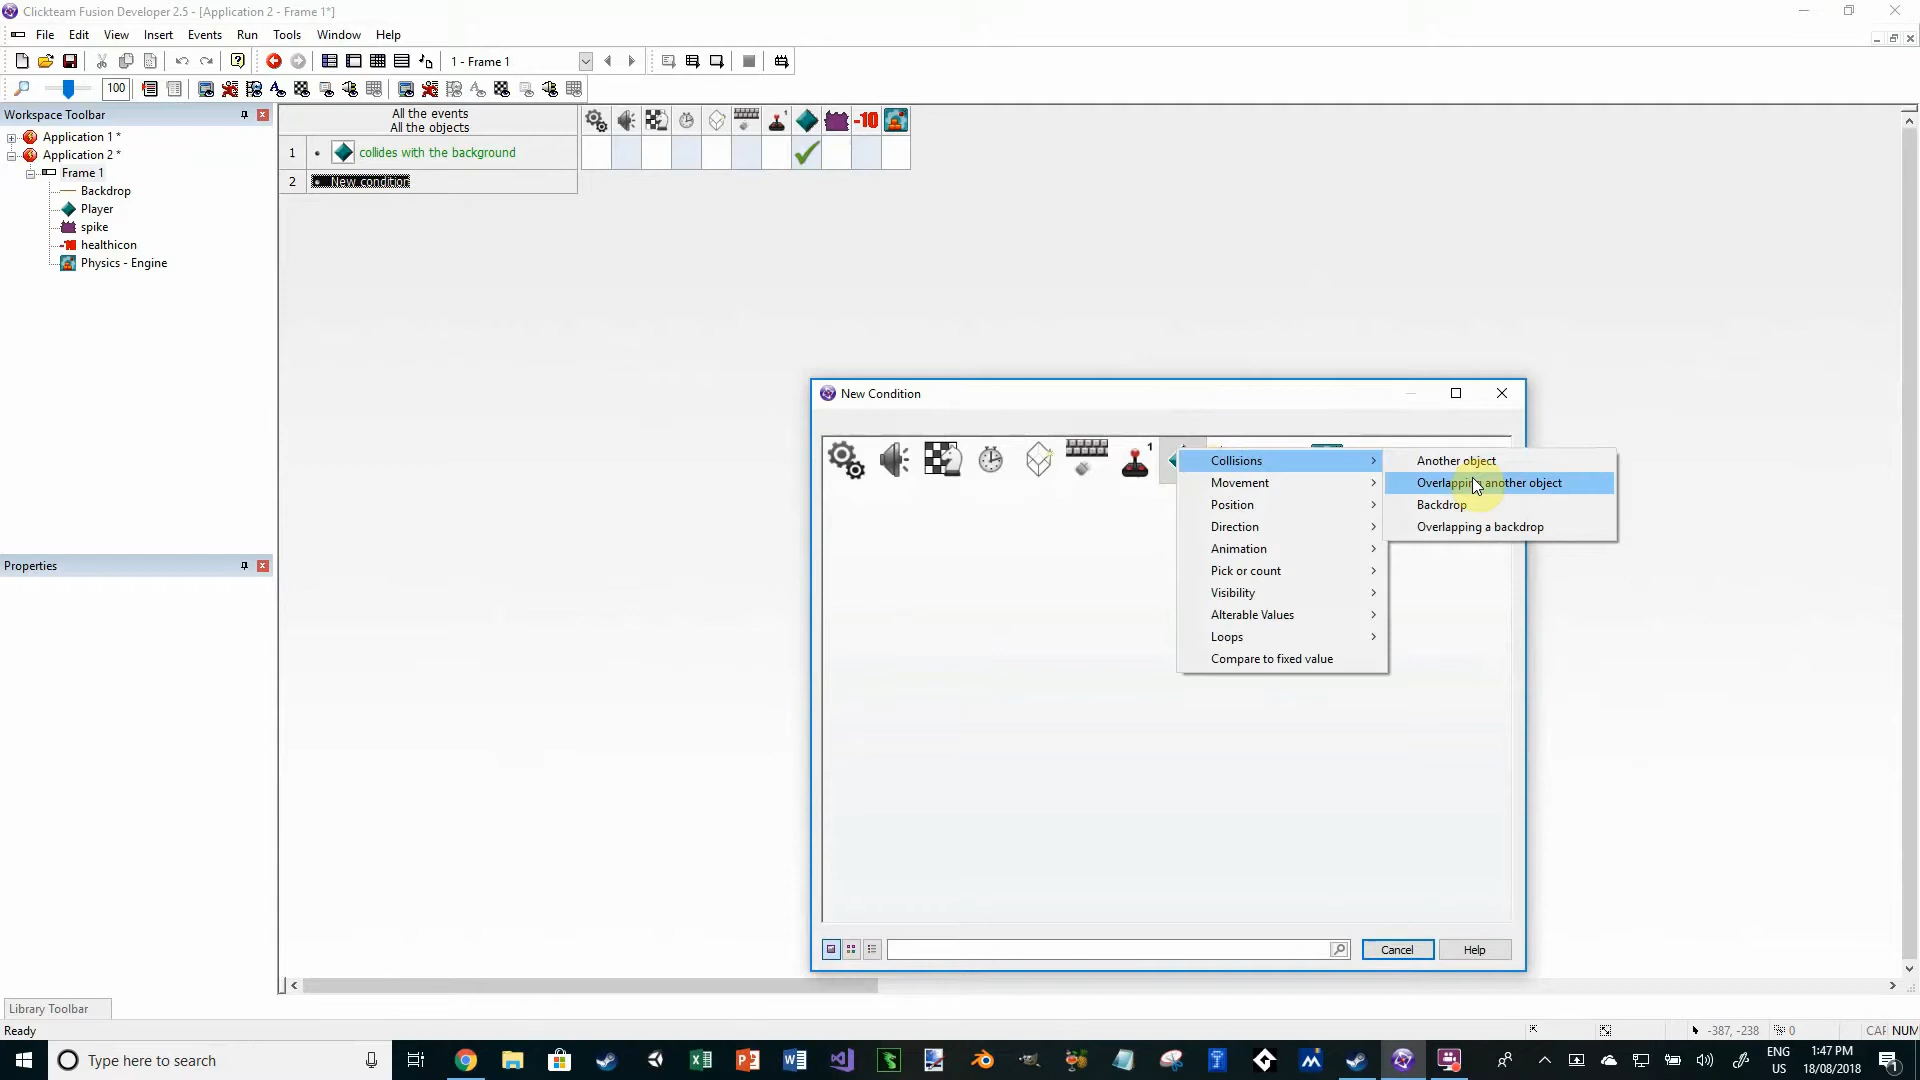 Clickteam Fusion Developer 2.5 - [Application 2 - Frame 1*]
File Edit View Insert Events Run Tools Window Help
1 - Frame 1
100
Workspace Toolbar
Application 1 *
Application 2 *
Frame 1
Backdrop
Player
spike
-10 healthicon
Physics - Engine
All the events
All the objects
1 -10
1 collides with the background
2 New condition
New Condition
1
Collisions
Movement
Position
Direction
Animation
Pick or count
Visibility
Alterable Values
Loops
Compare to fixed value
Another object
Overlapping another object
Backdrop
Overlapping a backdrop
Cancel Help
Properties
Library Toolbar
Ready
-387, -238 0 CAP NUM
Type here to search
ENG
US
1:47 PM
18/08/2018
1